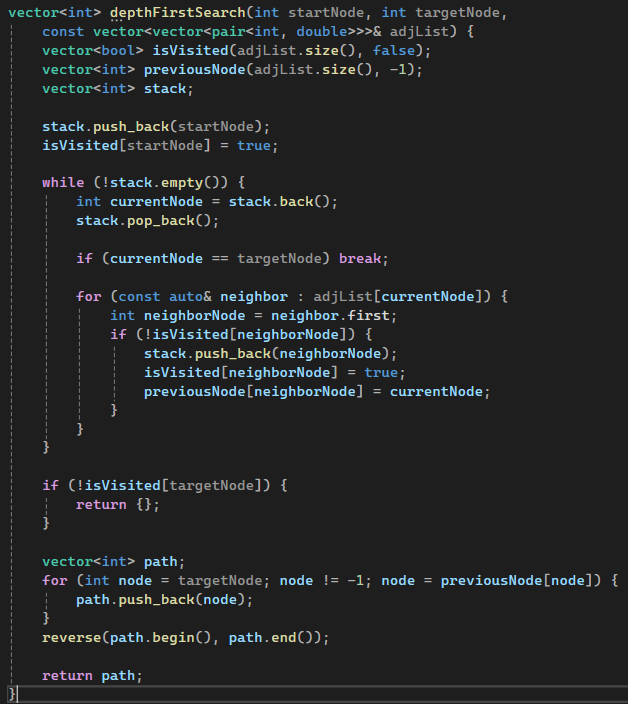 vector<int> depthFirstSearch(int startNode, int targetNode,
    const vector<vector<pair<int, double>>>& adjList) {
    vector<bool> isVisited(adjList.size(), false);
    vector<int> previousNode(adjList.size(), -1);
    vector<int> stack;

    stack.push_back(startNode);
    isVisited[startNode] = true;

    while (!stack.empty()) {
        int currentNode = stack.back();
        stack.pop_back();

        if (currentNode == targetNode) break;

        for (const auto& neighbor : adjList[currentNode]) {
            int neighborNode = neighbor.first;
            if (!isVisited[neighborNode]) {
                stack.push_back(neighborNode);
                isVisited[neighborNode] = true;
                previousNode[neighborNode] = currentNode;
            }
        }
    }

    if (!isVisited[targetNode]) {
        return {};
    }

    vector<int> path;
    for (int node = targetNode; node != -1; node = previousNode[node]) {
        path.push_back(node);
    }
    reverse(path.begin(), path.end());

    return path;
}